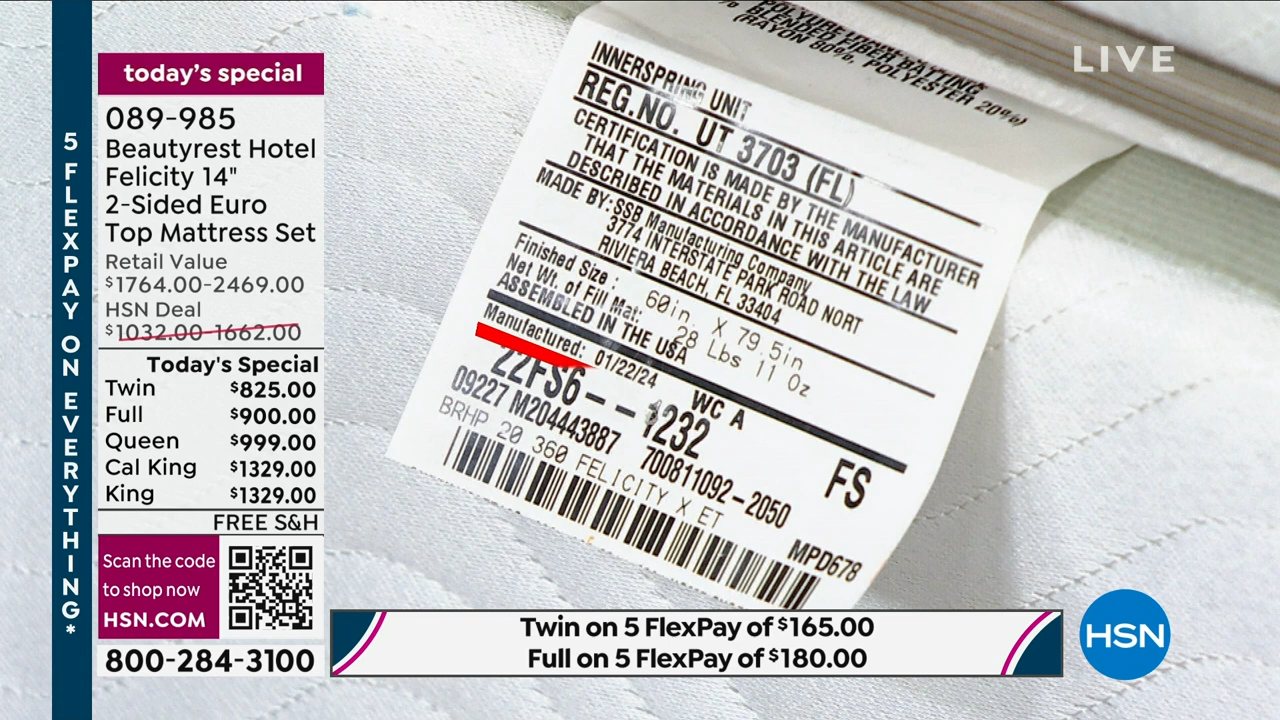 5 FLEXPAY ON EVERYTHING*
today's special
089-985
Beautyrest Hotel
Felicity 14"
2-Sided Euro
Top Mattress Set
Retail Value
$1764.00-2469.00
HSN Deal
$1032.00-1662.00
Today's Special
Twin $825.00
Full $900.00
Queen $999.00
Cal King $1329.00
King $1329.00
FREE S&H
Scan the code
to shop now
HSN.COM
800-284-3100
BLENDED FIBER BATTING
(RAYON 80%, POLYESTER 20%)
INNERSPRING UNIT
REG.NO. UT 3703 (FL)
CERTIFICATION IS MADE BY THE MANUFACTURER
THAT THE MATERIALS IN THIS ARTICLE ARE
DESCRIBED IN ACCORDANCE WITH THE LAW
MADE BY: SSB Manufacturing Company
3774 INTERSTATE PARK ROAD NORT
RIVIERA BEACH, FL 33404
Finished Size: 60in. X 79.5in
Net Wt. of Fill Mat: 28 Lbs 11 Oz
ASSEMBLED IN THE USA
Manufactured: 01/22/24 WC A
22FS6--1232 FS
09227 M204443887 700811092-2050
BRHP 20 360 FELICITY X ET
MPD678
LIVE
Twin on 5 FlexPay of $165.00
Full on 5 FlexPay of $180.00
HSN